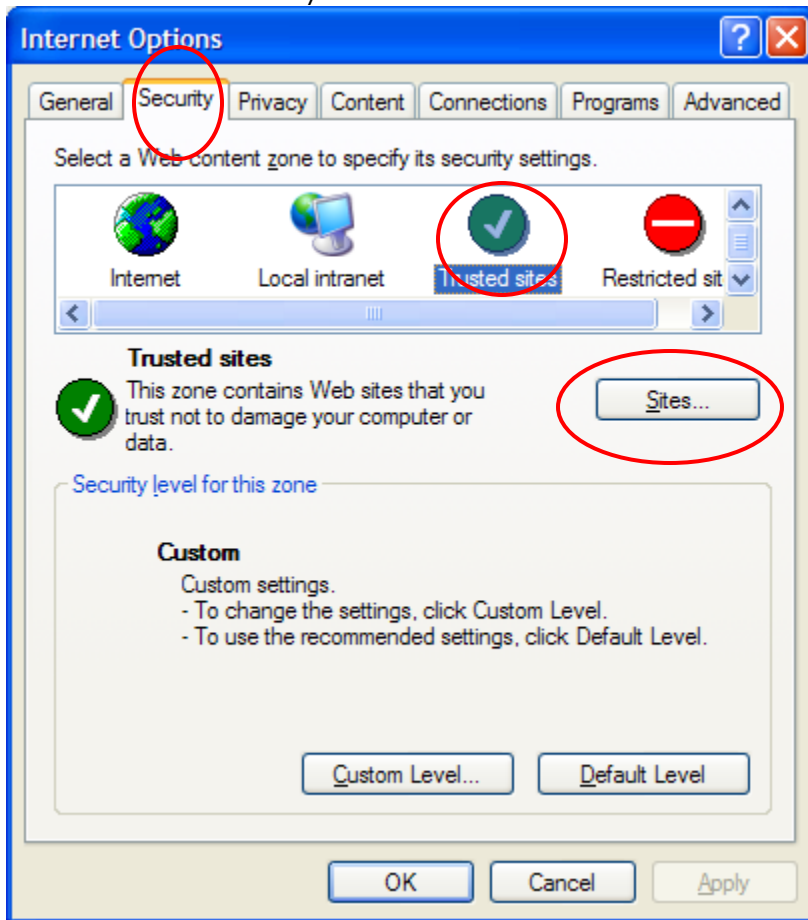 Internet Options
General Security Privacy Content Connections Programs Advanced
Select a Web content zone to specify its security settings.
Internet Local intranet Trusted sites Restricted sit
Trusted sites
This zone contains Web sites that you
trust not to damage your computer or
data.
Sites...
Security level for this zone
Custom
Custom settings.
- To change the settings, click Custom Level.
- To use the recommended settings, click Default Level.
Custom Level... Default Level
OK Cancel Apply